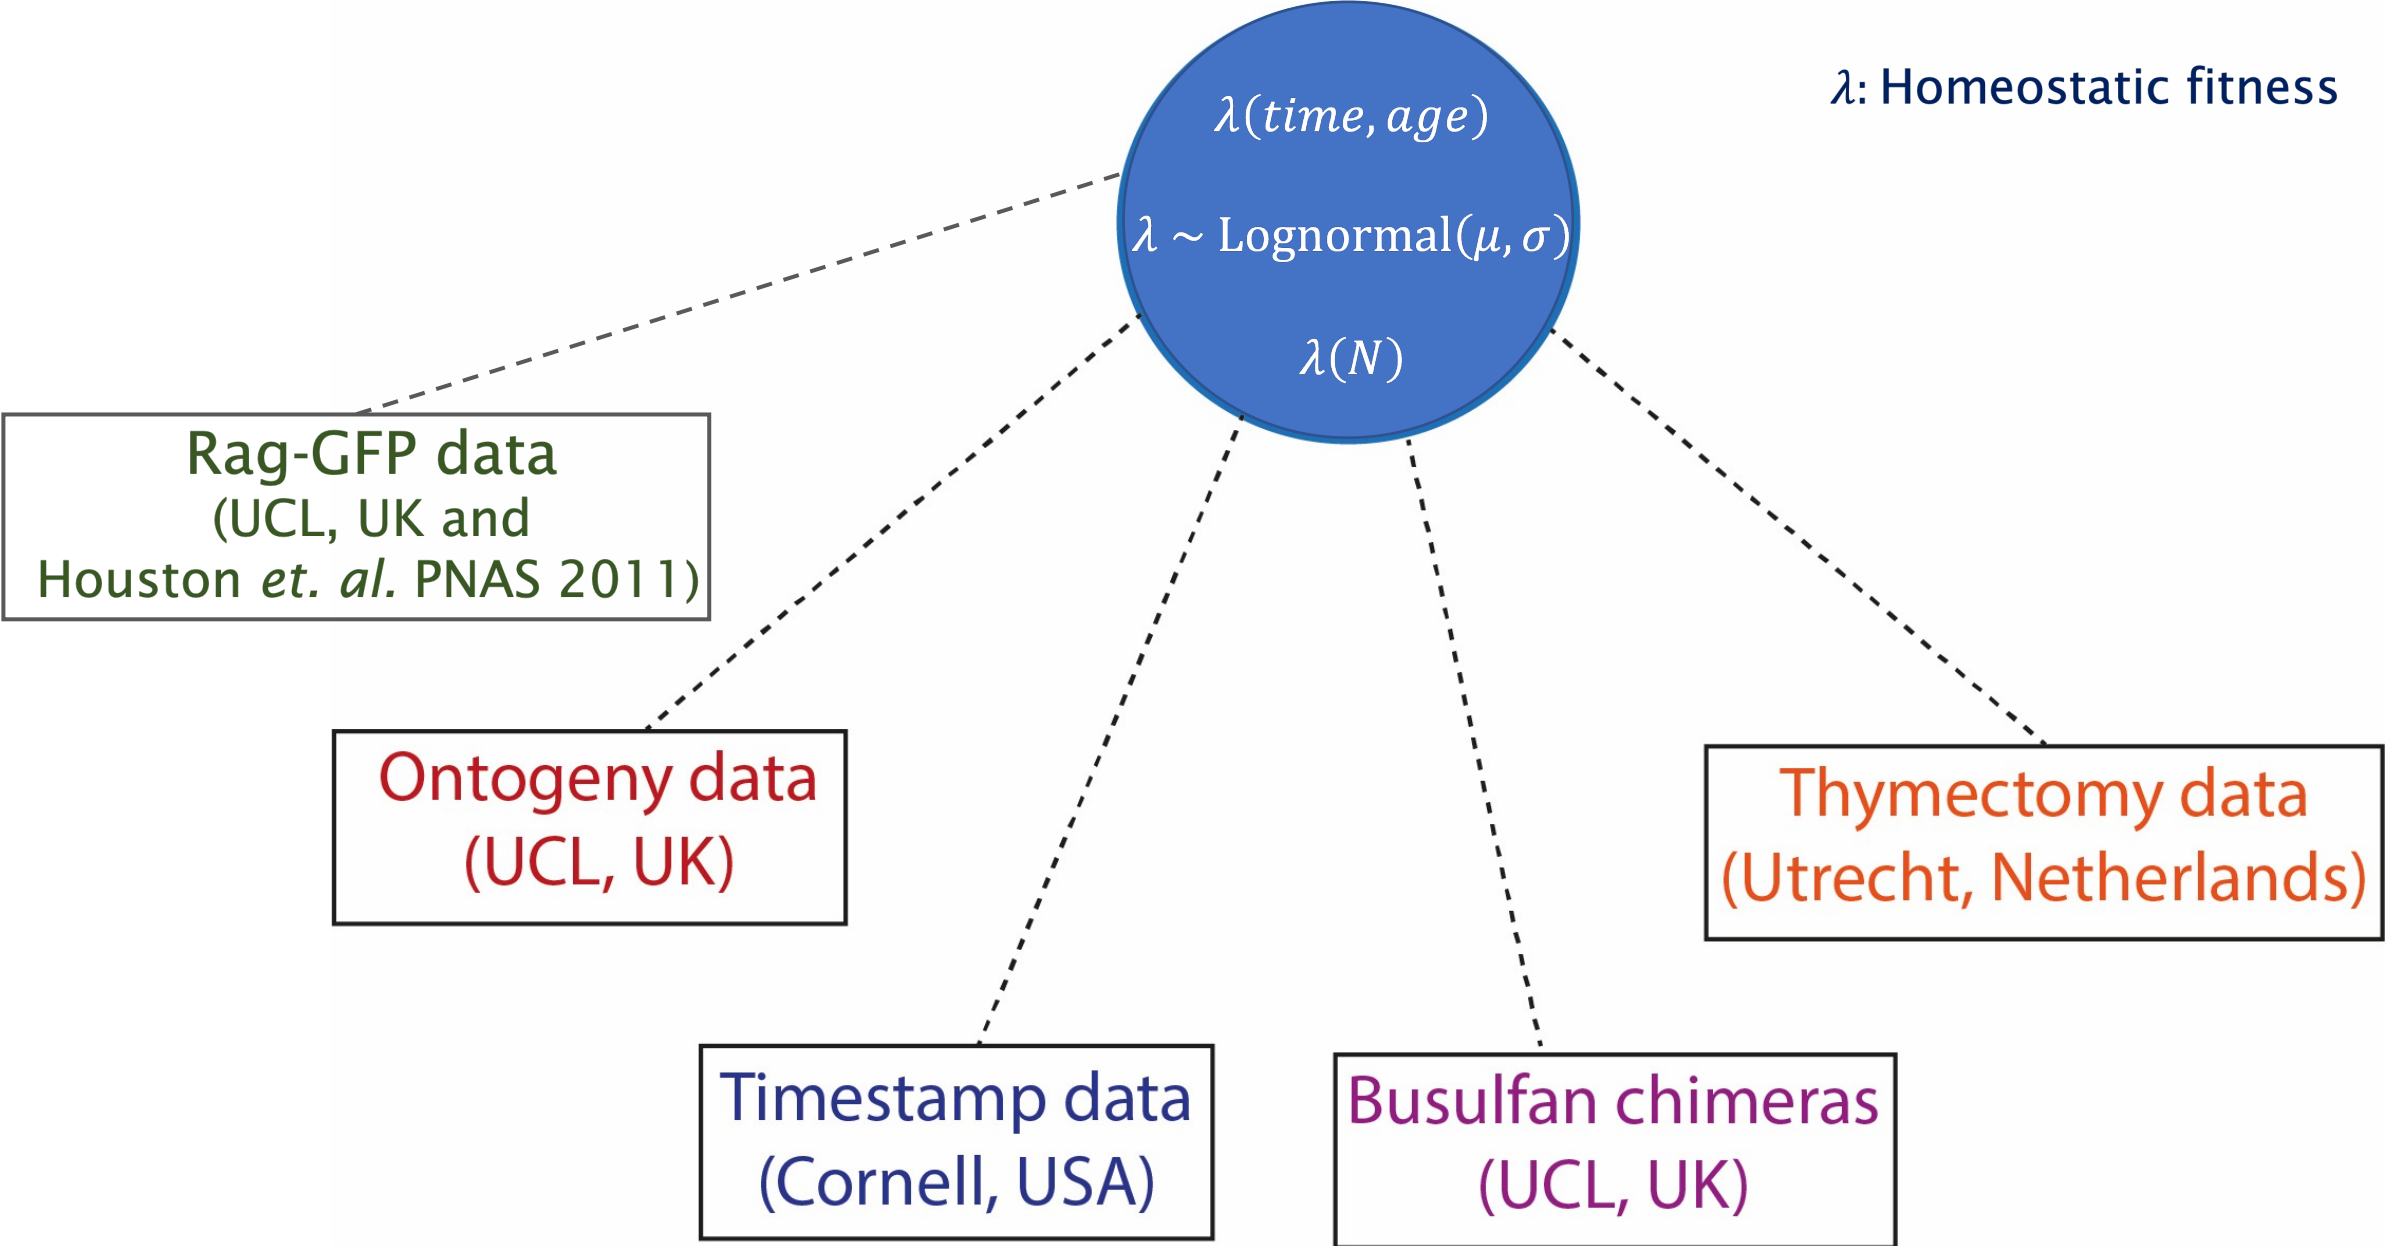 λ(time, age)
λ: Homeostatic fitness
λ ~ Lognormal(μ, σ)
λ(N)
Rag-GFP data
(UCL, UK and
Houston et. al. PNAS 2011)
Ontogeny data
(UCL, UK)
Thymectomy data
(Utrecht, Netherlands)
Timestamp data
(Cornell, USA)
Busulfan chimeras
(UCL, UK)